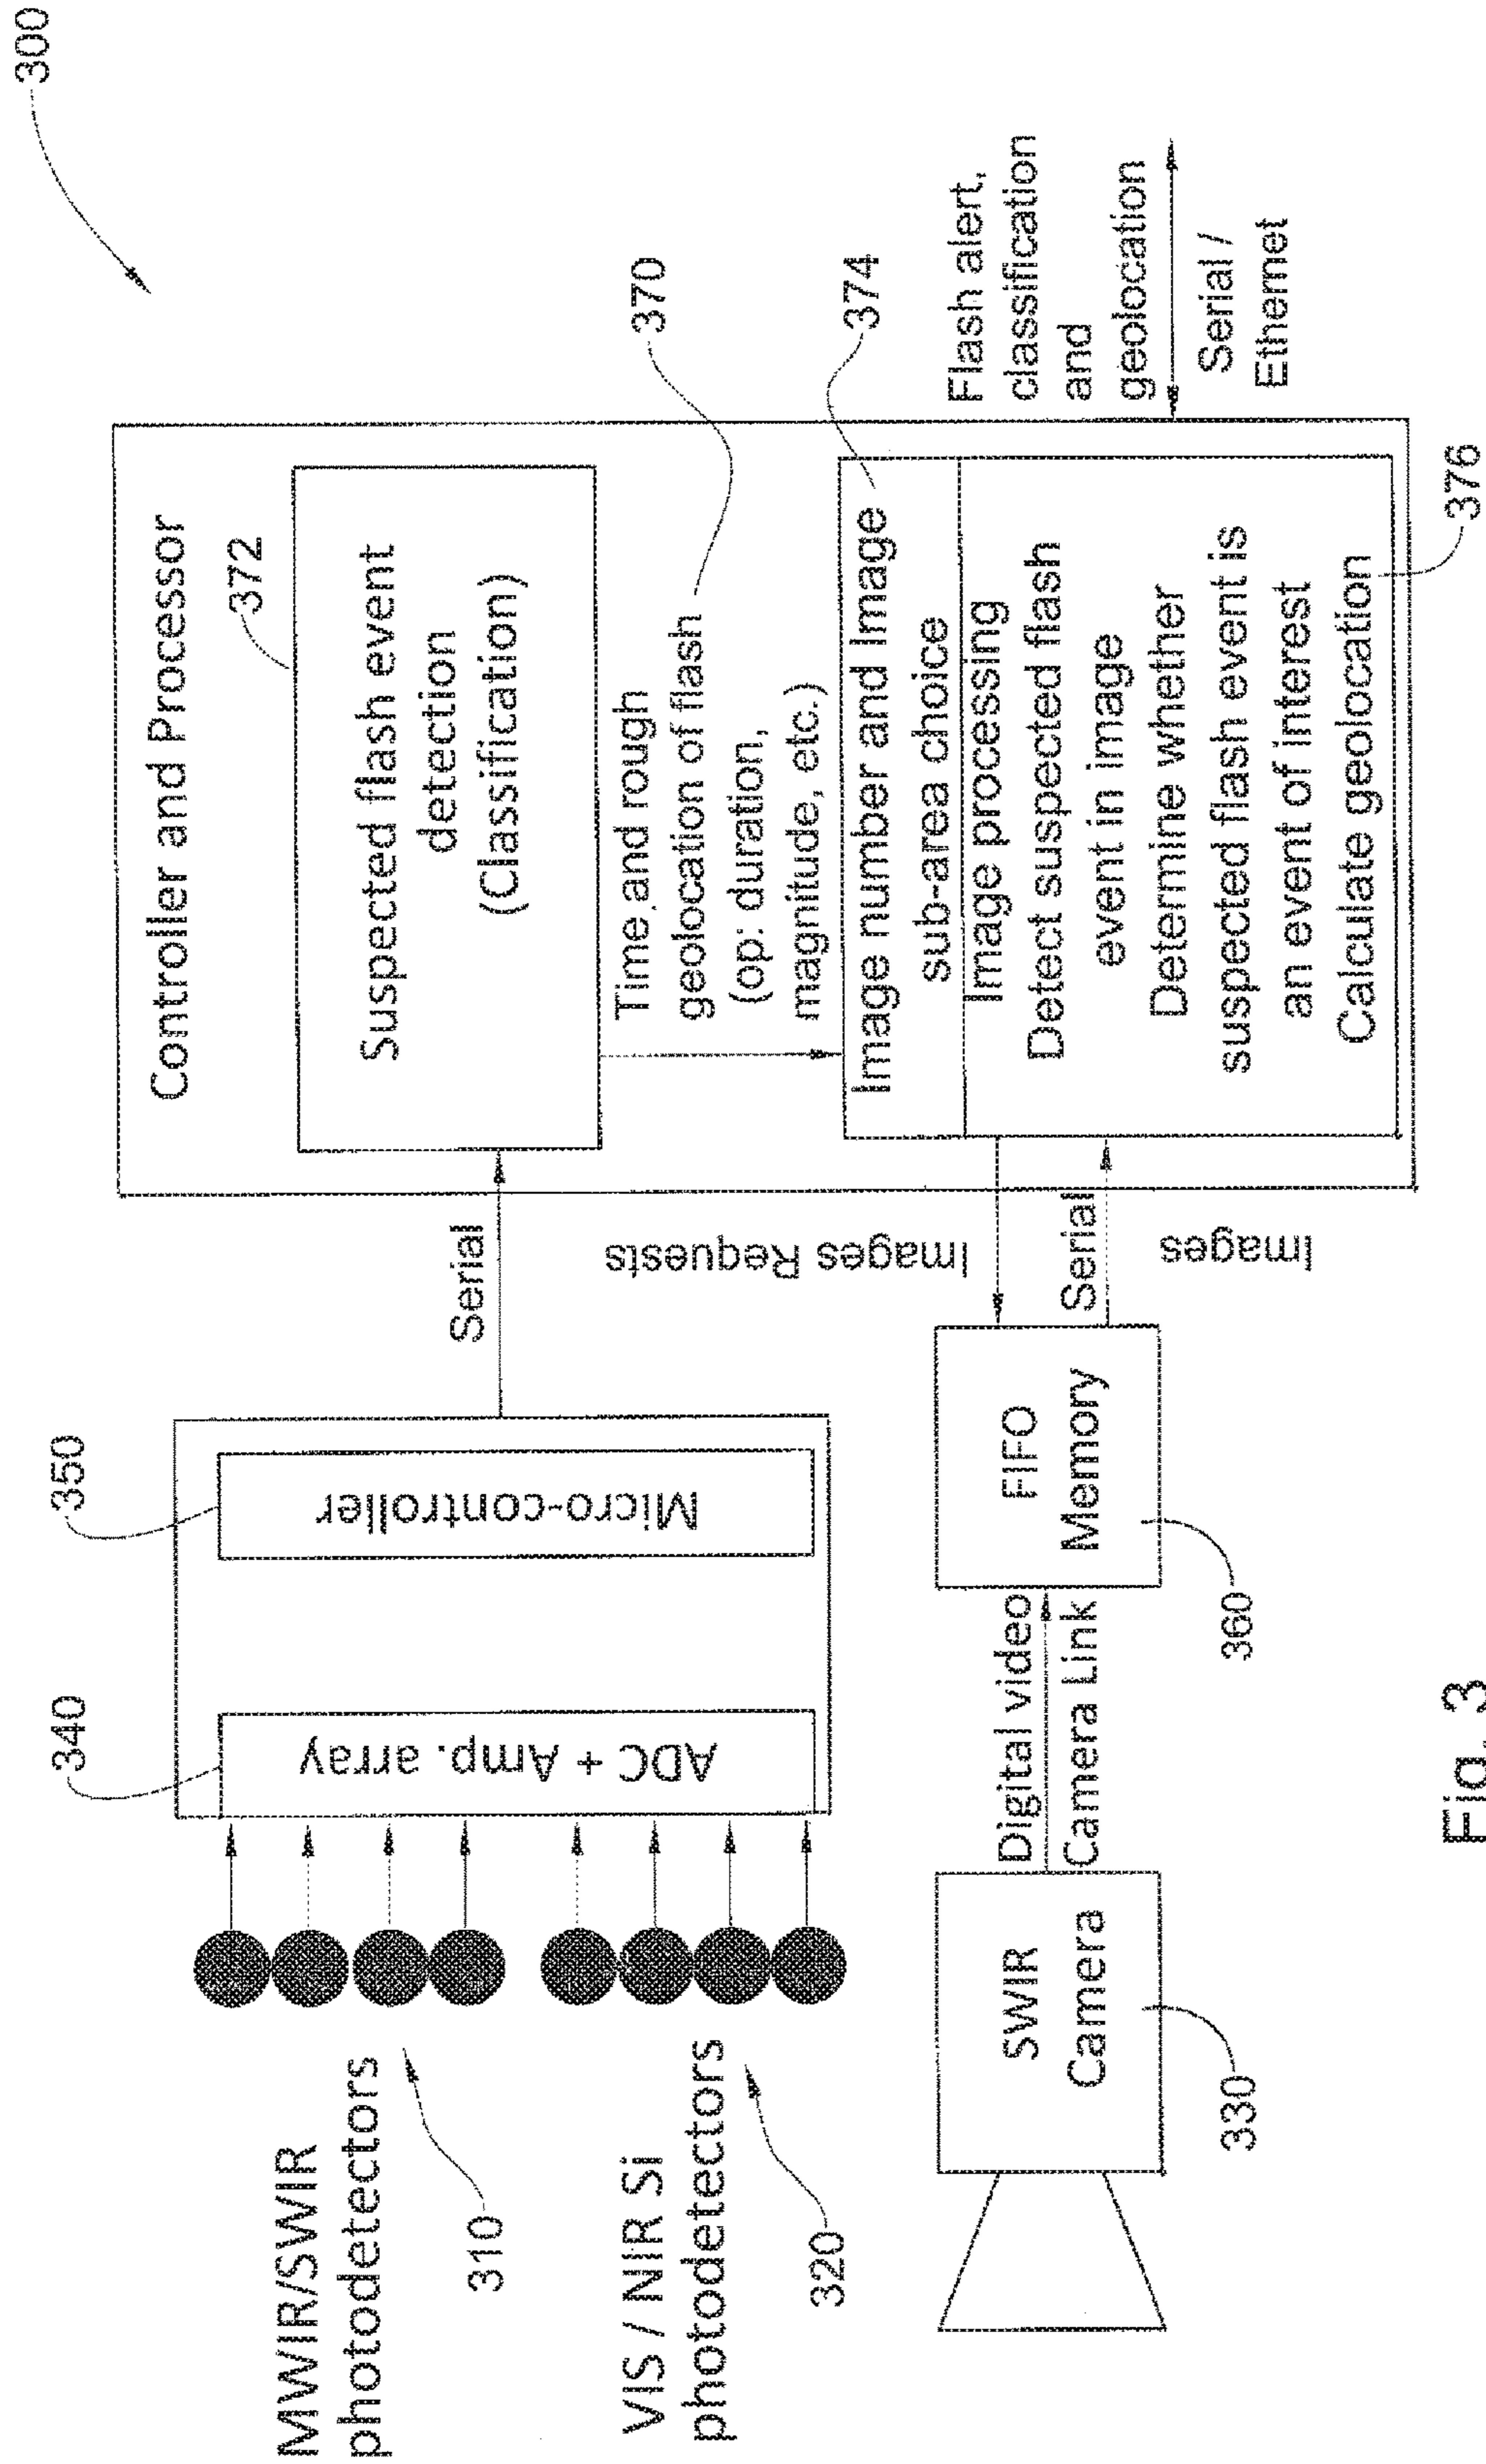 300
Controller and Processor
372
Suspected flash event
detection
(Classification)
Time and rough
geolocation of flash
(op: duration,
magnitude, etc.)
370
Image number and Image
sub-area choice
374
Image processing
Detect suspected flash
event in image
Determine whether
suspected flash event is
an event of interest
Calculate geolocation
376
Flash alert,
classification
and
geolocation
Serial /
Ethernet
Serial
Images Requests
Serial
Images
350
Micro-controller
340
ADC + Amp. array
FIFO
Memory
360
Digital video
Camera Link
SWIR
Camera
330
MWIR/SWIR
photodetectors
310
VIS / NIR Si
photodetectors
320
Fig. 3